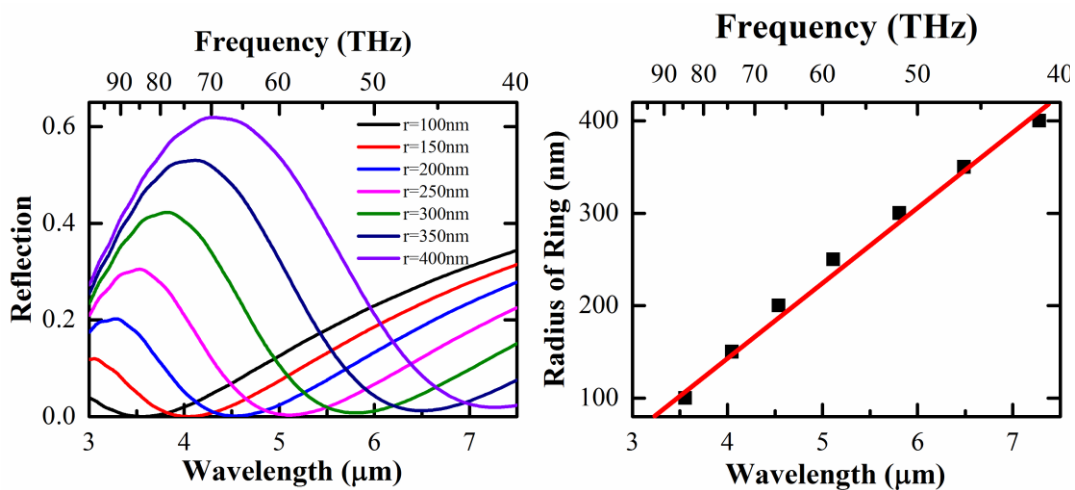 Frequency (THz)
90 80 70 60 50 40
0.6
0.4
0.2
0.0
Reflection
r=100nm
r=150nm
r=200nm
r=250nm
r=300nm
r=350nm
r=400nm
3 4 5 6 7
Wavelength (μm)
Frequency (THz)
90 80 70 60 50 40
400
300
200
100
Radius of Ring (nm)
3 4 5 6 7
Wavelength (μm)